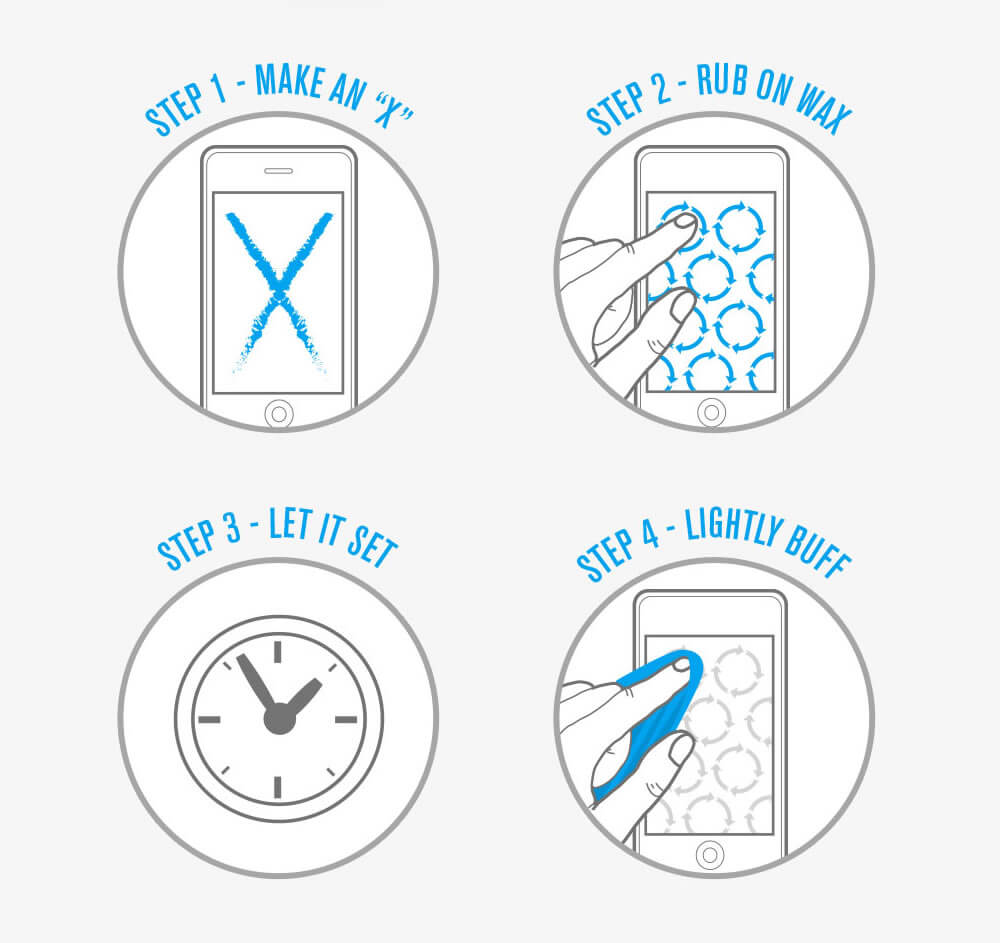 STEP 1 - MAKE AN “X”
STEP 2 - RUB ON WAX
STEP 3 - LET IT SET
STEP 4 - LIGHTLY BUFF